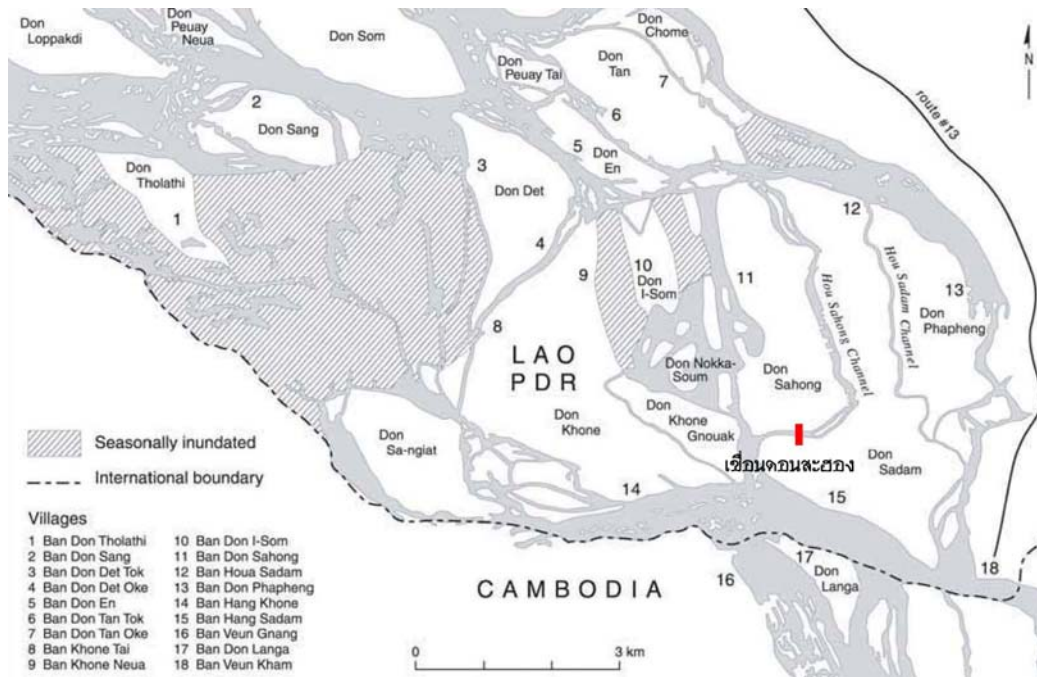 Don
Loppakdi
Don
Peuay
Neua
Don Som
Don
Chome
Don
Peuay Tai
Don
Tan
7
N
route #13
2
Don Sang
6
5
Don
En
Don
Tholathi
1
3
Don Det
4
12
9
10
Don
I-Som
11
Hou Sahong Channel
Hou Sadam Channel
13
Don
Phapheng
8
LAO
PDR
Don Nokka-
Soum
Don
Sahong
Don
Khone
Don
Khone
Gnouak
Don
Sa-ngiat
Don
Sadam
เขื่อนดอนสะฮอง
14
15
16
17
Don
Langa
18
CAMBODIA
Seasonally inundated
International boundary
Villages
1 Ban Don Tholathi
2 Ban Don Sang
3 Ban Don Det Tok
4 Ban Don Det Oke
5 Ban Don En
6 Ban Don Tan Tok
7 Ban Don Tan Oke
8 Ban Khone Tai
9 Ban Khone Neua
10 Ban Don I-Som
11 Ban Don Sahong
12 Ban Houa Sadam
13 Ban Don Phapheng
14 Ban Hang Khone
15 Ban Hang Sadam
16 Ban Veun Gnang
17 Ban Don Langa
18 Ban Veun Kham
0 3 km